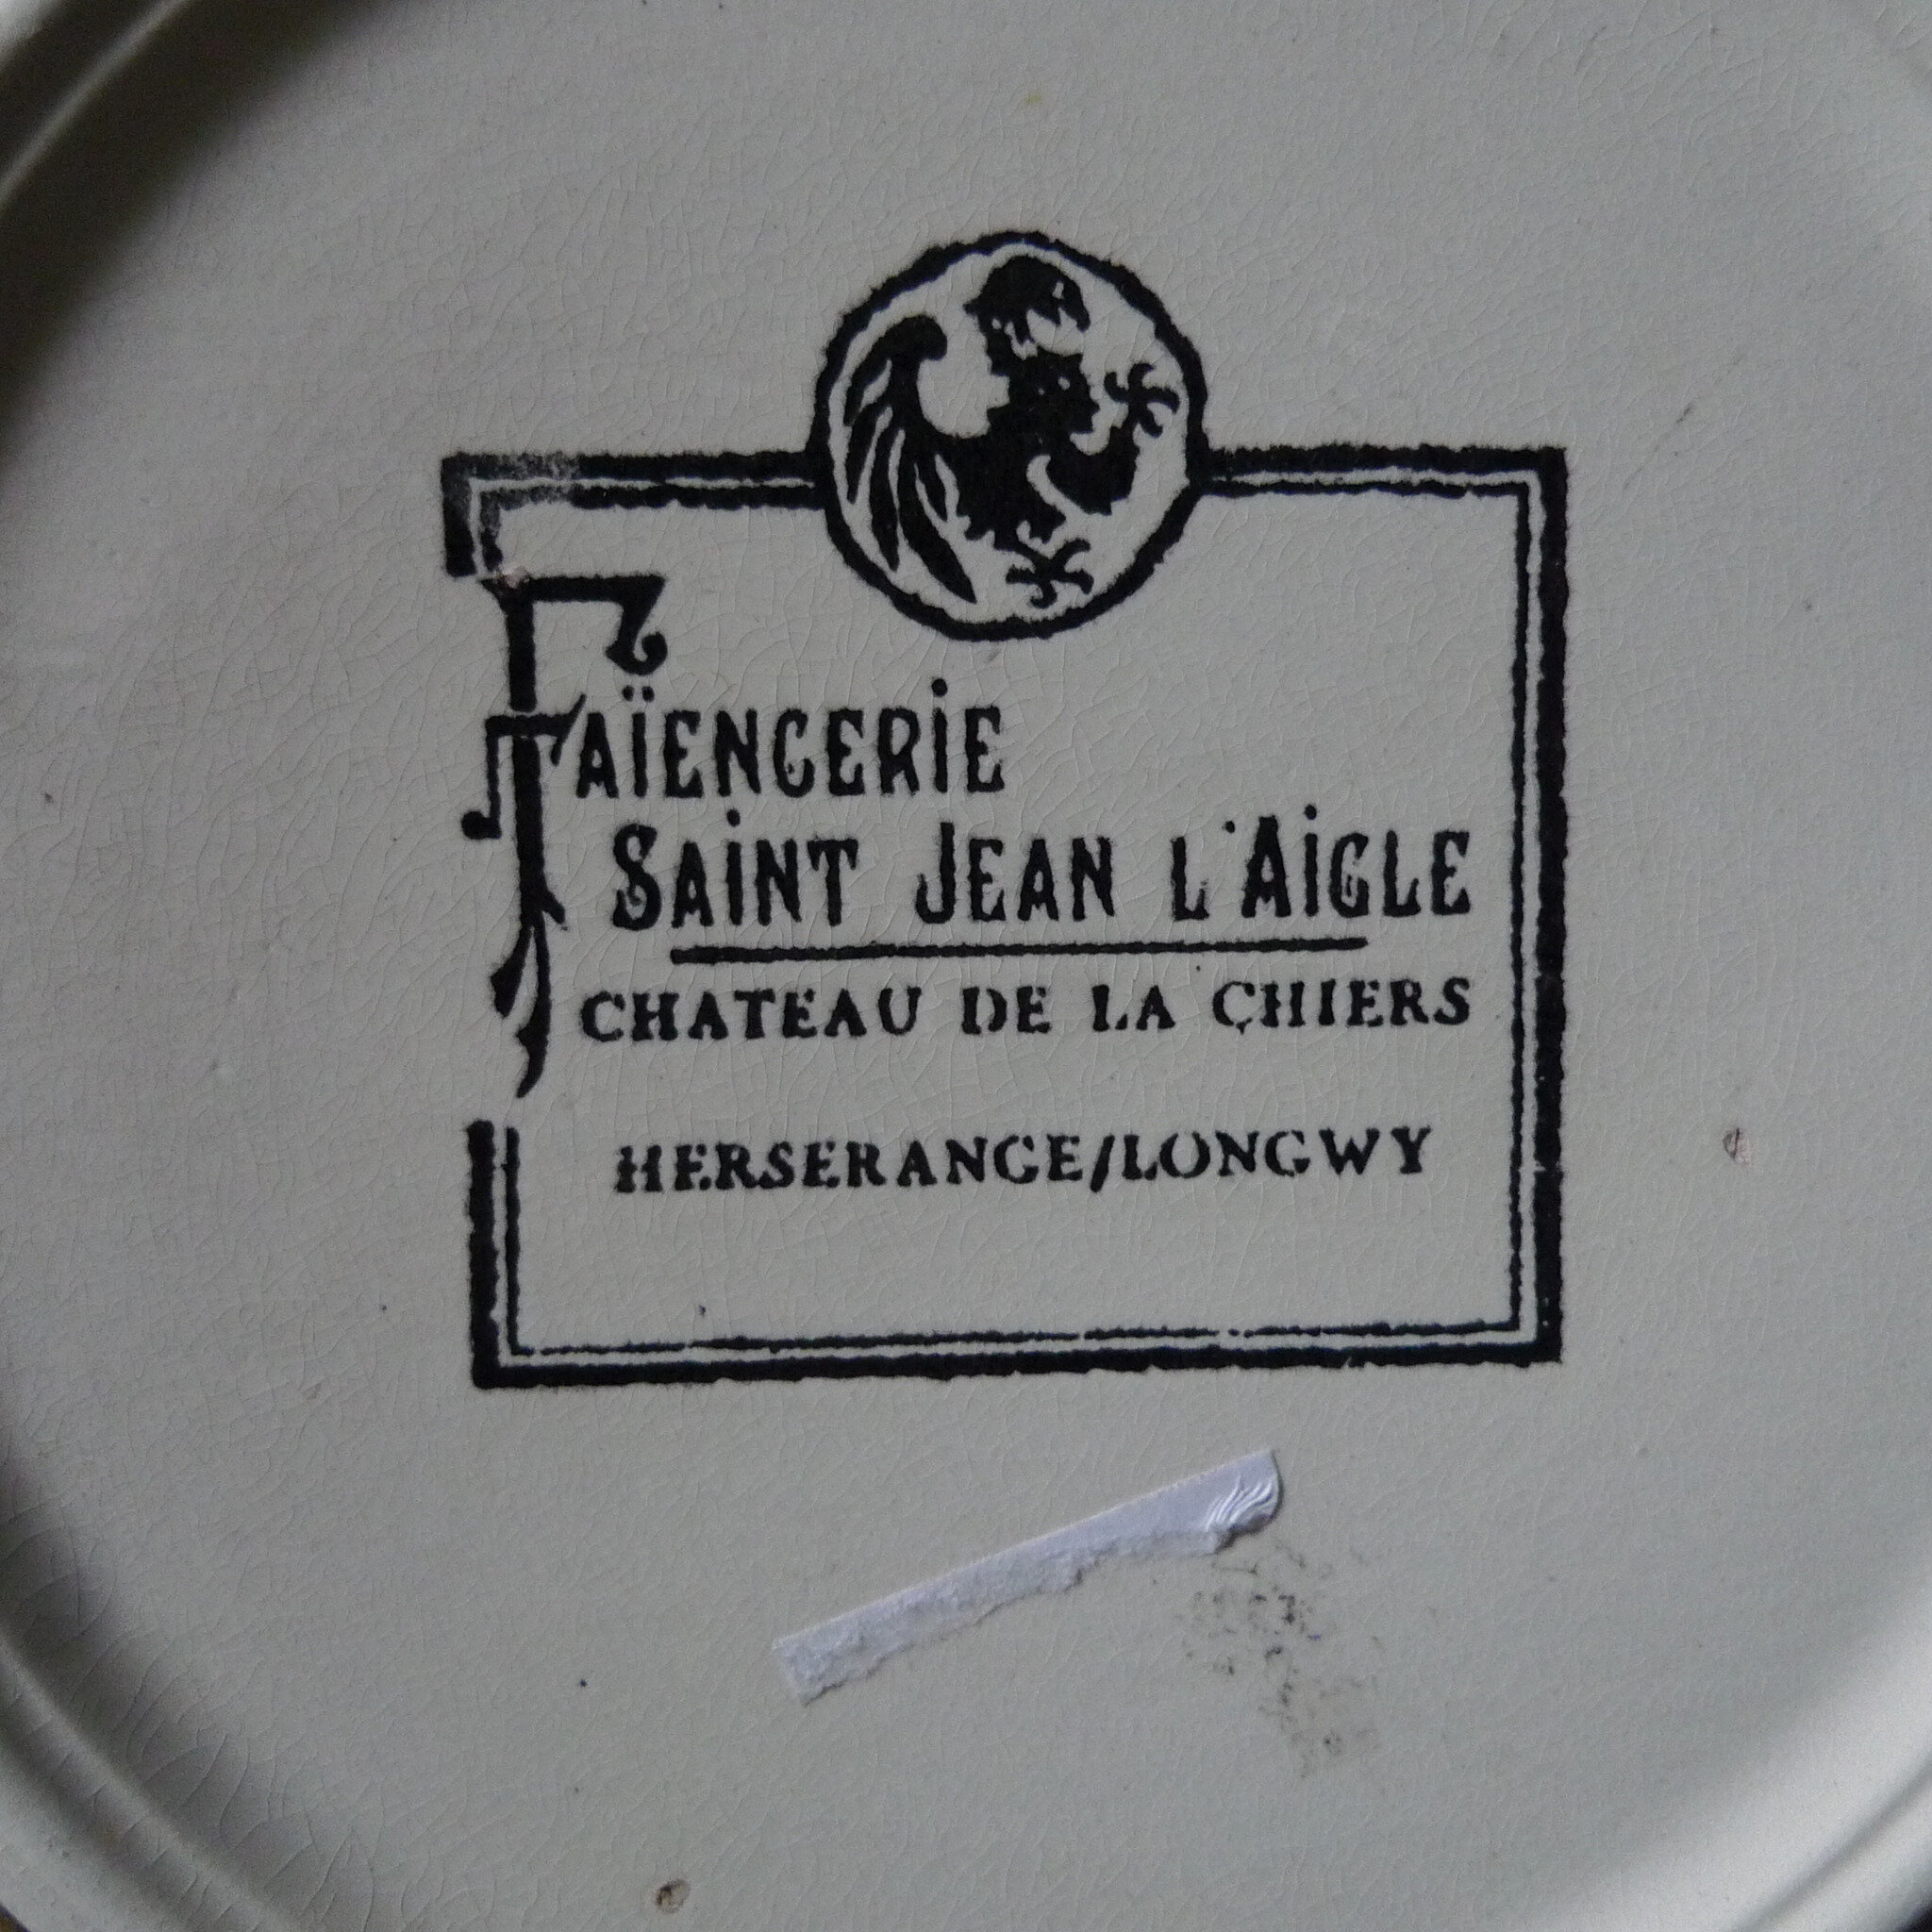 FAÏENCERIE
SAINT JEAN L'AIGLE
CHATEAU DE LA CHIERS
HERSERANGE/LONGWY